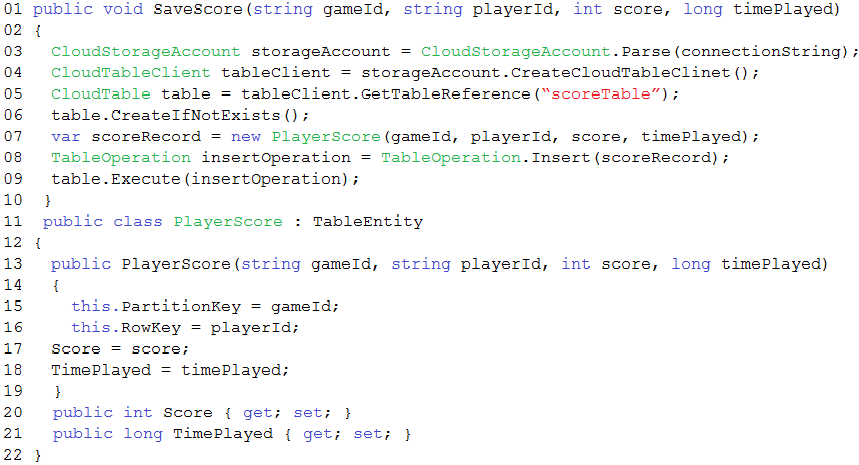 01 public void SaveScore(string gameId, string playerId, int score, long timePlayed)
02 {
03 CloudStorageAccount storageAccount = CloudStorageAccount.Parse(connectionString);
04 CloudTableClient tableClient = storageAccount.CreateCloudTableClinet();
05 CloudTable table = tableClient.GetTableReference(“scoreTable”);
06 table.CreateIfNotExists();
07 var scoreRecord = new PlayerScore(gameId, playerId, score, timePlayed);
08 TableOperation insertOperation = TableOperation.Insert(scoreRecord);
09 table.Execute(insertOperation);
10 }
11 public class PlayerScore : TableEntity
12 {
13 public PlayerScore(string gameId, string playerId, int score, long timePlayed)
14 {
15 this.PartitionKey = gameId;
16 this.RowKey = playerId;
17 Score = score;
18 TimePlayed = timePlayed;
19 }
20 public int Score { get; set; }
21 public long TimePlayed { get; set; }
22 }